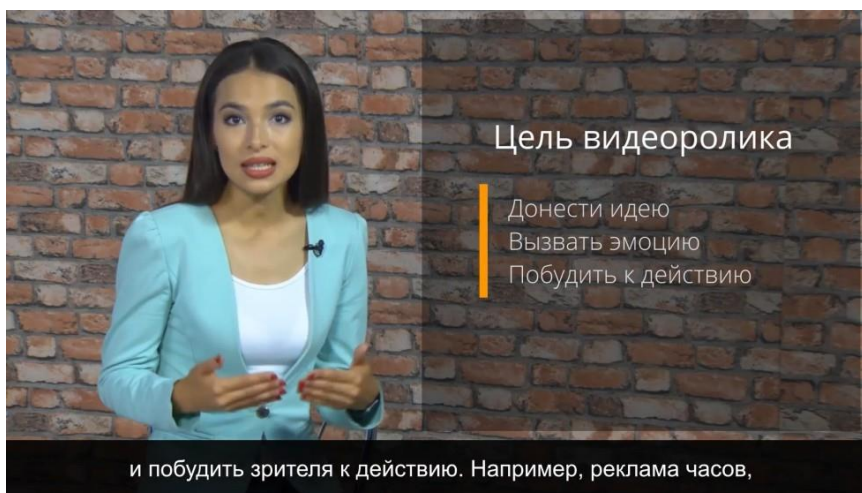 Цель видеоролика
Донести идею
Вызвать эмоцию
Побудить к действию
и побудить зрителя к действию. Например, реклама часов,